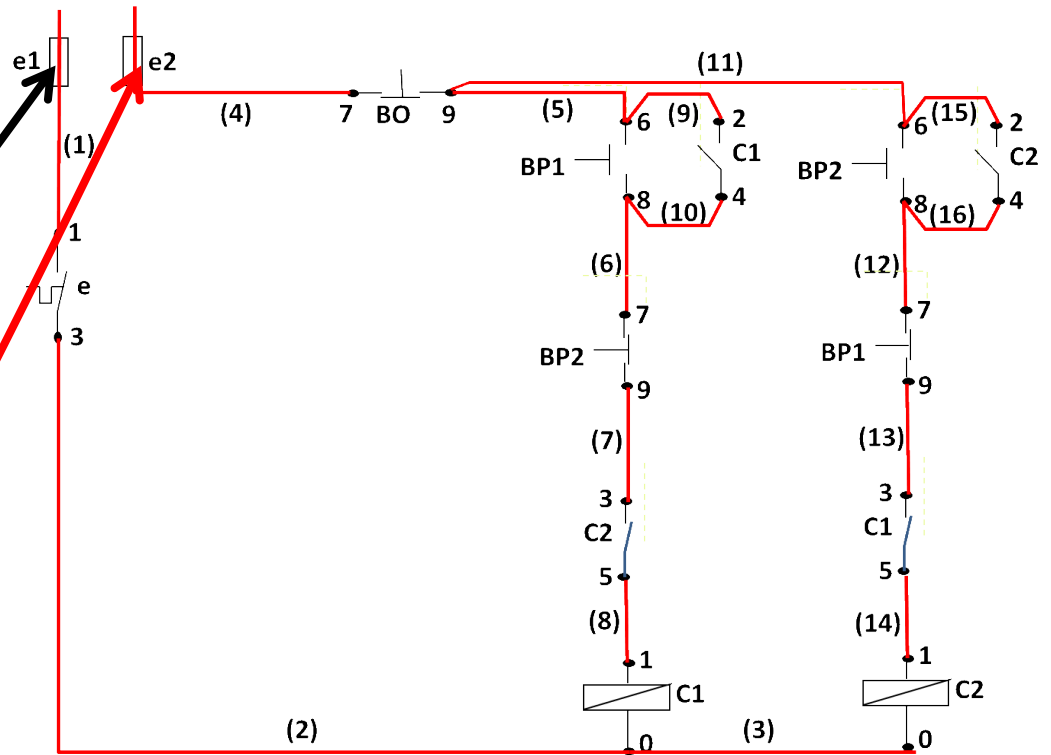 e1
e2
(11)
(4)
7
BO
9
(5)
(9)
(15)
6
2
6
2
(1)
BP1
C1
BP2
C2
8
4
8
4
(10)
(16)
1
(6)
(12)
e
7
7
3
BP2
BP1
9
9
(7)
(13)
3
3
C2
C1
5
5
(8)
(14)
1
1
C1
C2
(2)
0
(3)
0